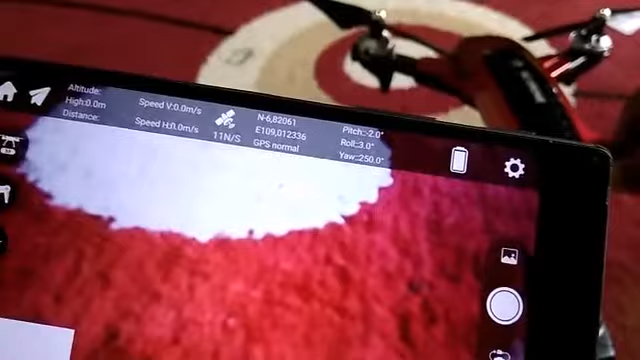 Altitude:
High:0.0m
Distance:
Speed V:0.0m/s
Speed H:0.0m/s
11N/S
N-6,82061
E109,012336
GPS normal
Pitch:-2.0°
Roll:3.0°
Yaw:250.0°